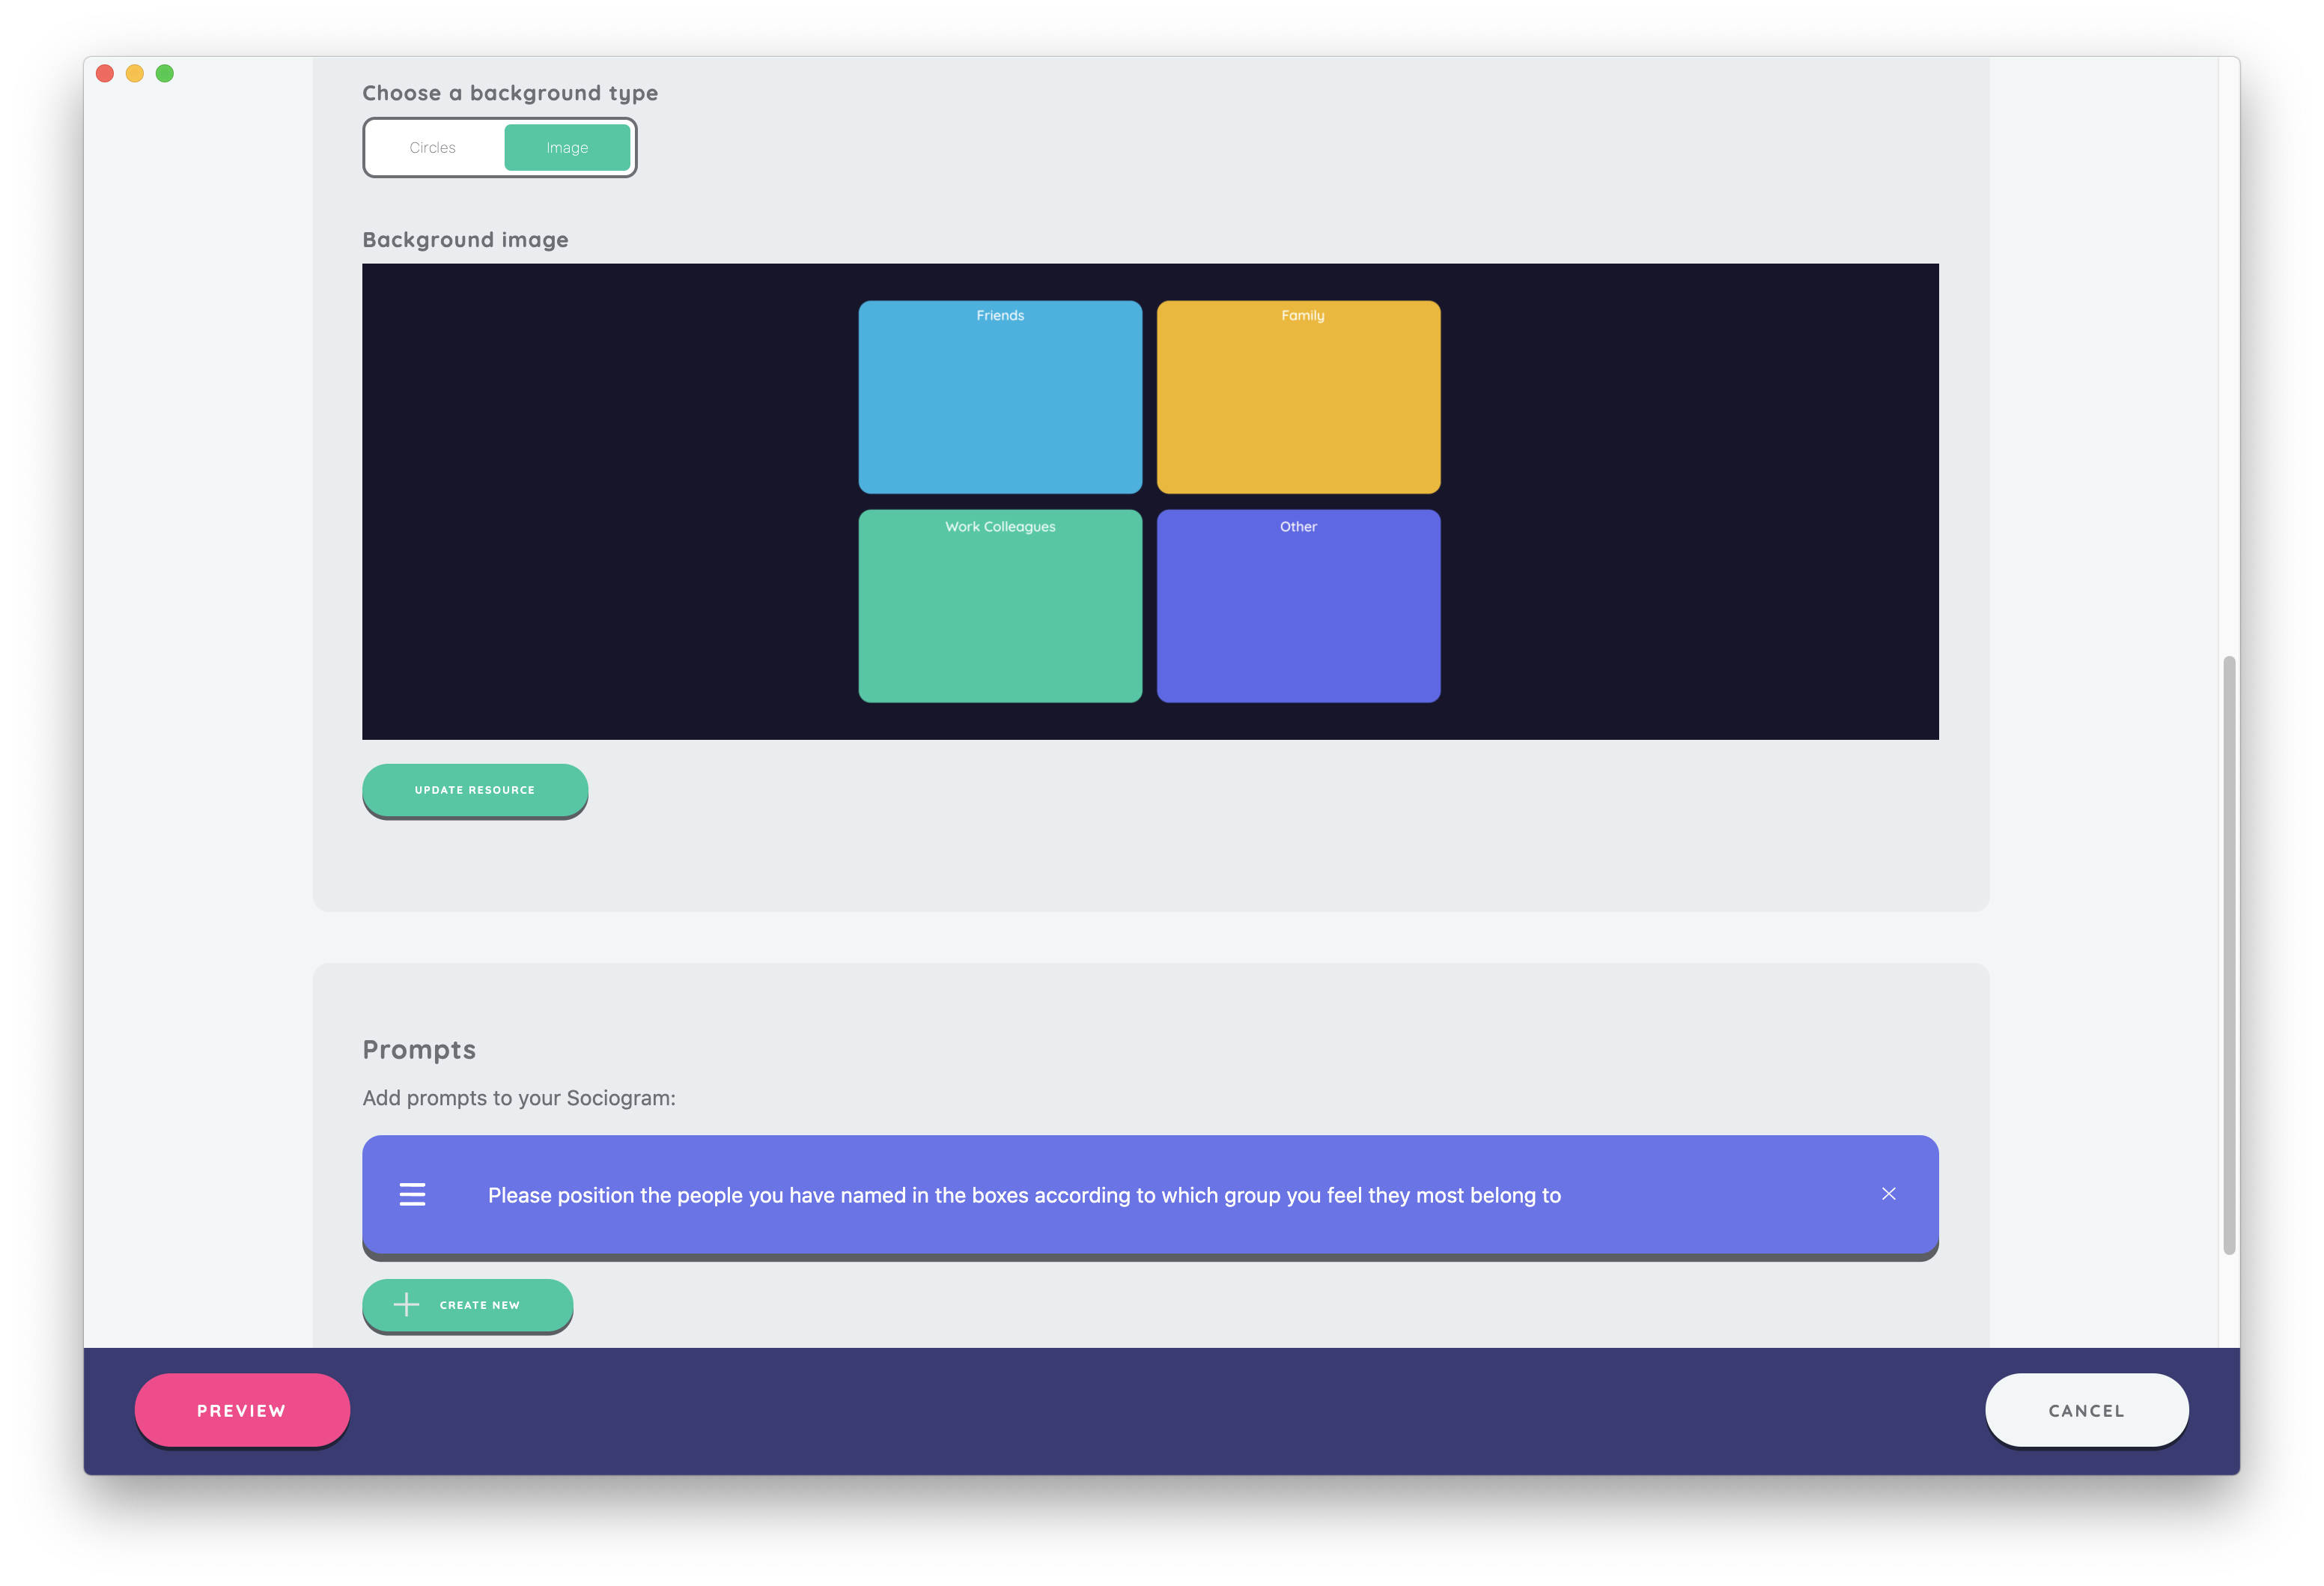 Choose a background type
Circles
Image
Background image
Friends
Family
Work Colleagues
Other
UPDATE RESOURCE
Prompts
Add prompts to your Sociogram:
Please position the people you have named in the boxes according to which group you feel they most belong to
CREATE NEW
PREVIEW
CANCEL